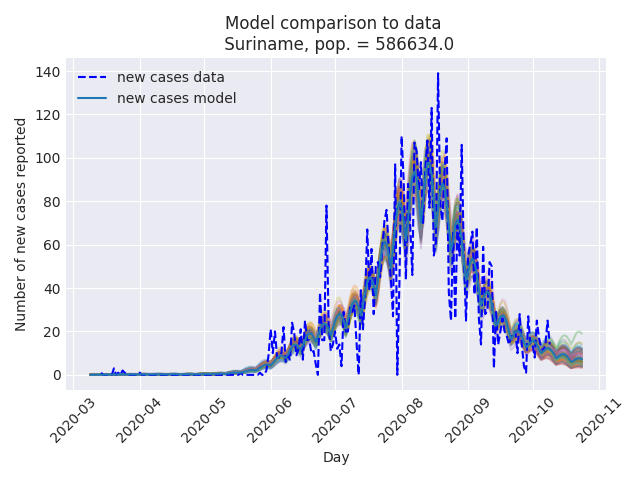 Model comparison to data
Suriname, pop. = 586634.0
new cases data
new cases model
Number of new cases reported
140
120
100
80
60
40
20
0
2020-03
2020-04
2020-05
2020-06
2020-07
2020-08
2020-09
2020-10
2020-11
Day